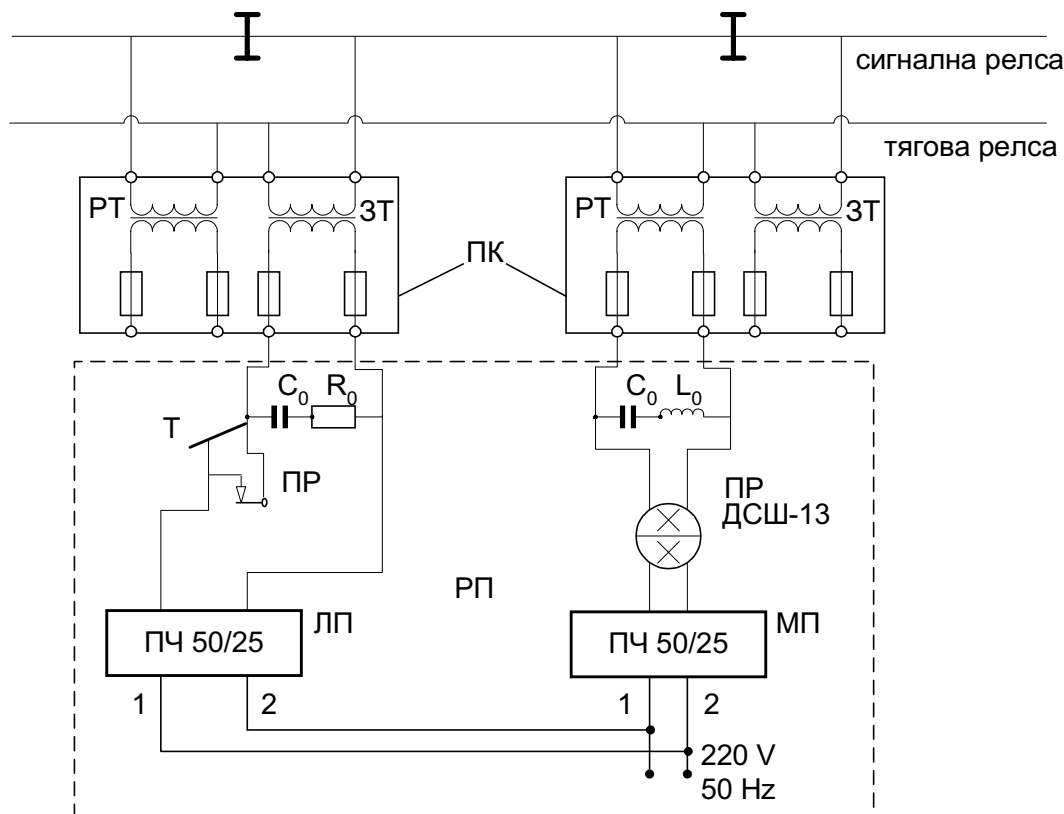 сигнална релса
тягова релса
РТ
ЗТ
РТ
ЗТ
ПК
C0
R0
C0
L0
Т
ПР
ПР
ДСШ-13
РП
ПЧ 50/25
ЛП
ПЧ 50/25
МП
1
2
1
2
220 V
50 Hz